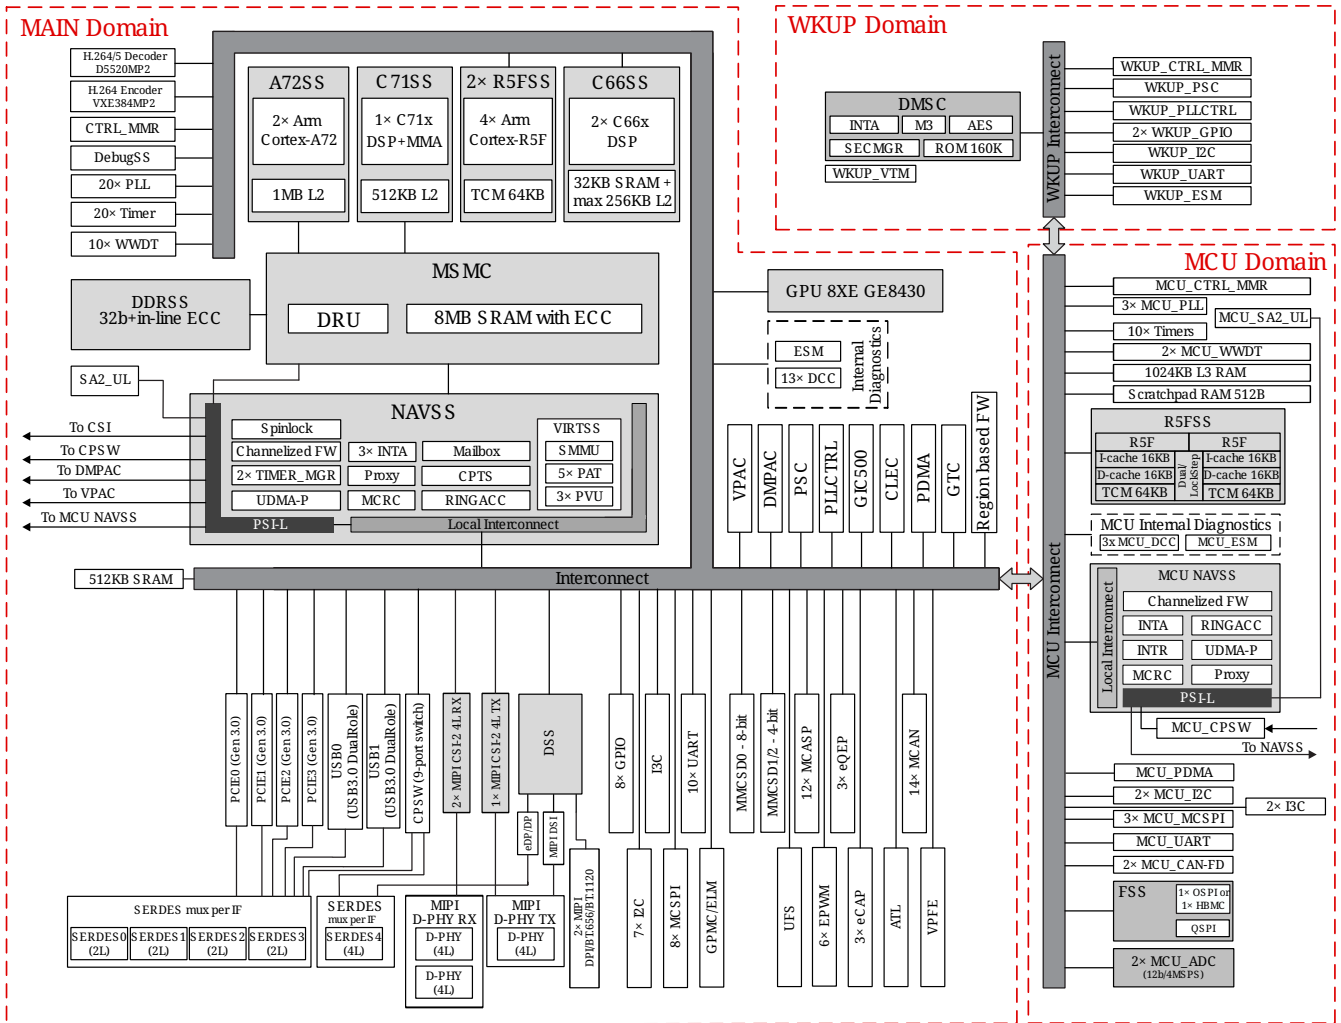 MAIN Domain
H.264/5 Decoder
D5520MP2
H.264 Encoder
VXE384MP2
CTRL_MMR
DebugSS
20× PLL
20× Timer
10× WWDT
A72SS
2× Arm
Cortex-A72
1MB L2
C71SS
1× C71x
DSP+MMA
512KB L2
2× R5FSS
4× Arm
Cortex-R5F
TCM 64KB
C66SS
2× C66x
DSP
32KB SRAM +
max 256KB L2
MSMC
DRU
8MB SRAM with ECC
DDRSS
32b+in-line ECC
SA2_UL
To CSI
To CPSW
To DMPAC
To VPAC
To MCU NAVSS
NAVSS
Spinlock
Channelized FW
2× TIMER_MGR
UDMA-P
3× INTA
Proxy
MCRC
Mailbox
CPTS
RINGACC
VIRTSS
SMMU
5× PAT
3× PVU
PSI-L
Local Interconnect
GPU 8XE GE8430
ESM
13× DCC
Internal
Diagnostics
VPAC
DMPAC
PSC
PLLCTRL
GIC500
CLEC
PDMA
GTC
Region based FW
512KB SRAM
Interconnect
PCIE0 (Gen 3.0)
PCIE1 (Gen 3.0)
PCIE2 (Gen 3.0)
PCIE3 (Gen 3.0)
USB0
(USB3.0 DualRole)
USB1
(USB3.0 DualRole)
CPSW (9-port switch)
2× MIPI CSI-2 4L RX
1× MIPI CSI-2 4L TX
DSS
eDP/DP
MIPI DSI
2× MIPI
DPI/BT.656/BT.1120
8× GPIO
7× I2C
I3C
8× MCSPI
10× UART
GPMC/ELM
MMCSD0 - 8-bit
MMCSD1/2 - 4-bit
UFS
12× MCASP
6× EPWM
3× eQEP
3× eCAP
ATL
14× MCAN
VPFE
SERDES mux per IF
SERDES0
(2L)
SERDES1
(2L)
SERDES2
(2L)
SERDES3
(2L)
SERDES
mux per IF
SERDES4
(4L)
MIPI
D-PHY RX
D-PHY
(4L)
D-PHY
(4L)
MIPI
D-PHY TX
D-PHY
(4L)
WKUP Domain
DMSC
INTA
M3
AES
SECMGR
ROM 160K
WKUP_VTM
WKUP Interconnect
WKUP_CTRL_MMR
WKUP_PSC
WKUP_PLLCTRL
2× WKUP_GPIO
WKUP_I2C
WKUP_UART
WKUP_ESM
MCU Domain
MCU Interconnect
MCU_CTRL_MMR
3× MCU_PLL
MCU_SA2_UL
10× Timers
2× MCU_WWDT
1024KB L3 RAM
Scratchpad RAM 512B
R5FSS
R5F
R5F
I-cache 16KB
D-cache 16KB
TCM 64KB
Dual/
LockStep
I-cache 16KB
D-cache 16KB
TCM 64KB
MCU Internal Diagnostics
3x MCU_DCC
MCU_ESM
MCU NAVSS
Local Interconnect
Channelized FW
INTA
RINGACC
INTR
UDMA-P
MCRC
Proxy
PSI-L
MCU_CPSW
To NAVSS
MCU_PDMA
2× MCU_I2C
2× I3C
3× MCU_MCSPI
MCU_UART
2× MCU_CAN-FD
FSS
1× OSPI or
1× HBMC
QSPI
2× MCU_ADC
(12b/4MSPS)